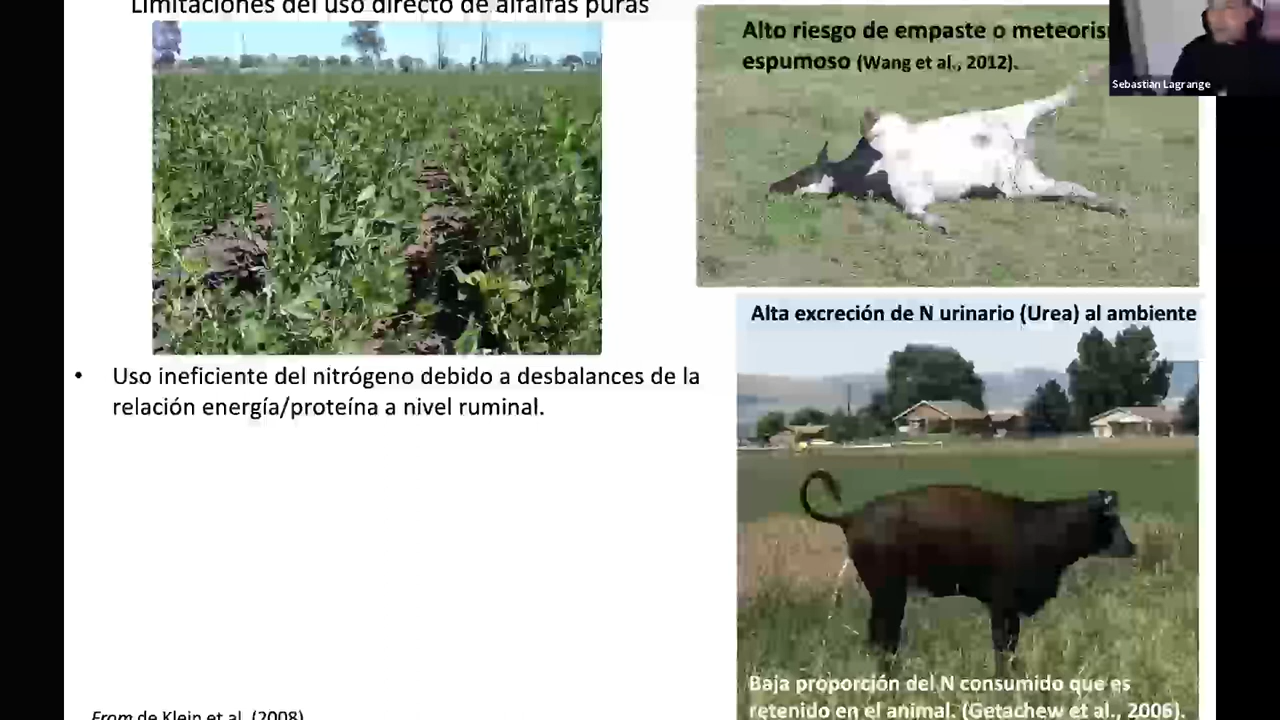 Limitaciones del uso directo de alfalfas puras
Alto riesgo de empaste o
espumoso (Wang et al., 2012).
Sebastian Lagrange
Alta excreción de N urinario (Urea) al ambiente
• Uso ineficiente del nitrógeno debido a desbalances de la
relación energía/proteína a nivel ruminal.
Baja proporción del N consumido que es
retenido en el animal. (Getachew et al., 2006).
From de Klein et al. (2008)